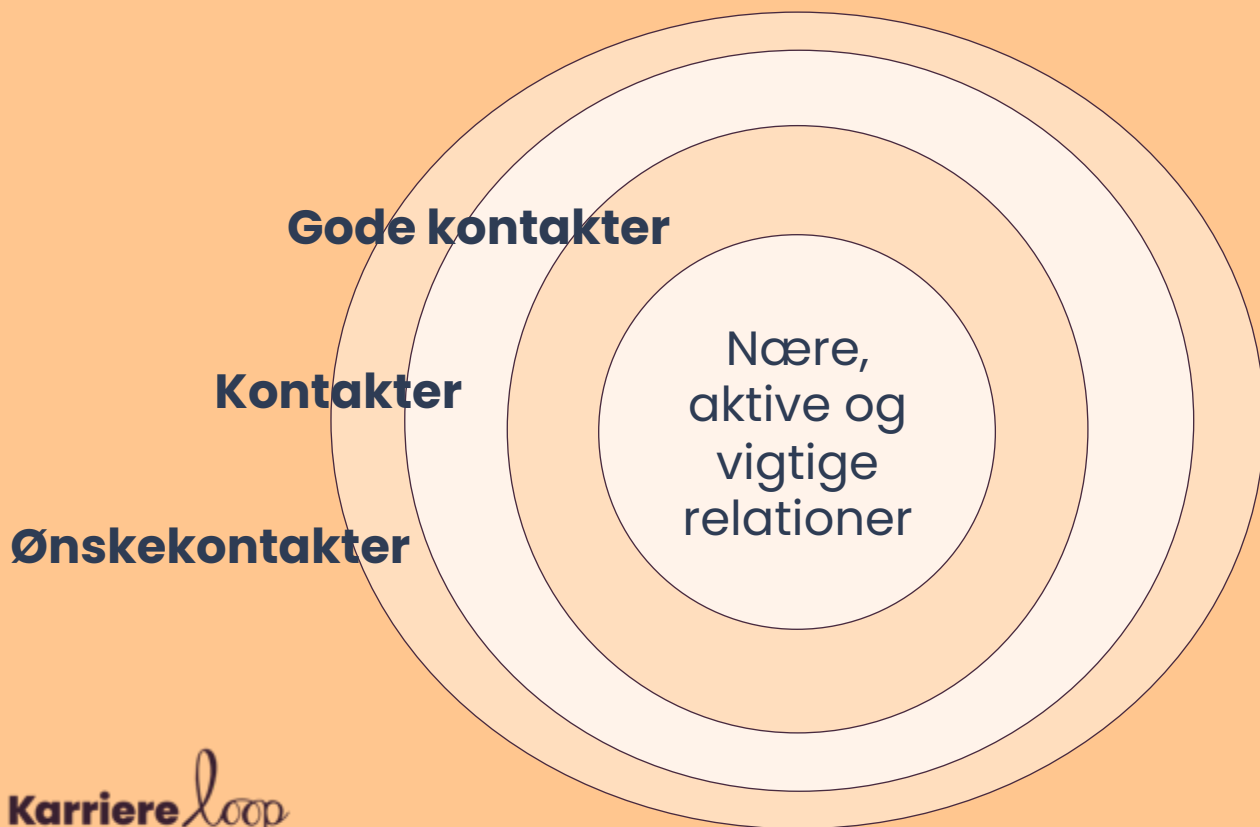 Gode kontakter
Kontakter
Ønskekontakter
Nære,
aktive og
vigtige
relationer
Karriere loop